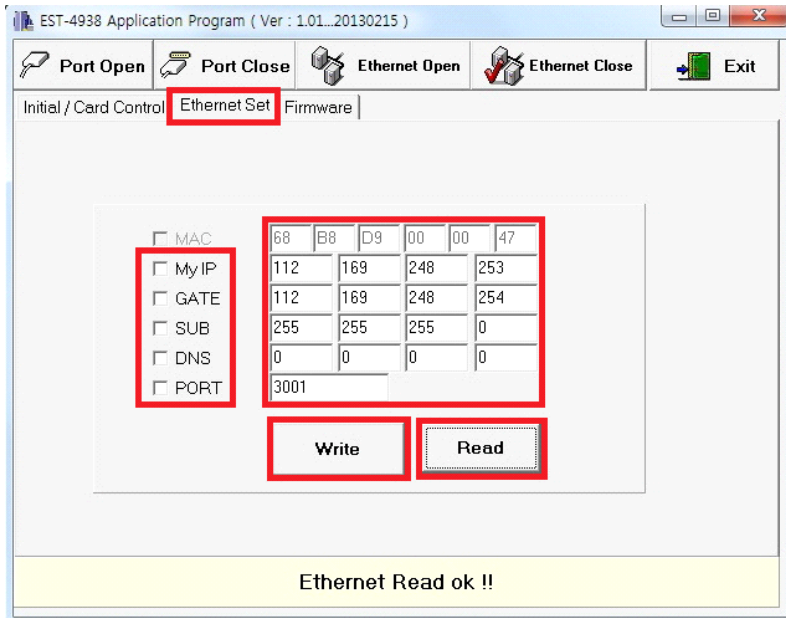 EST-4938 Application Program ( Ver : 1.01...20130215 )
Port Open Port Close Ethernet Open Ethernet Close Exit
Initial / Card Control Ethernet Set Firmware
MAC 68 B8 D9 00 00 47
My IP 112 169 248 253
GATE 112 169 248 254
SUB 255 255 255 0
DNS 0 0 0 0
PORT 3001
Write Read
Ethernet Read ok !!